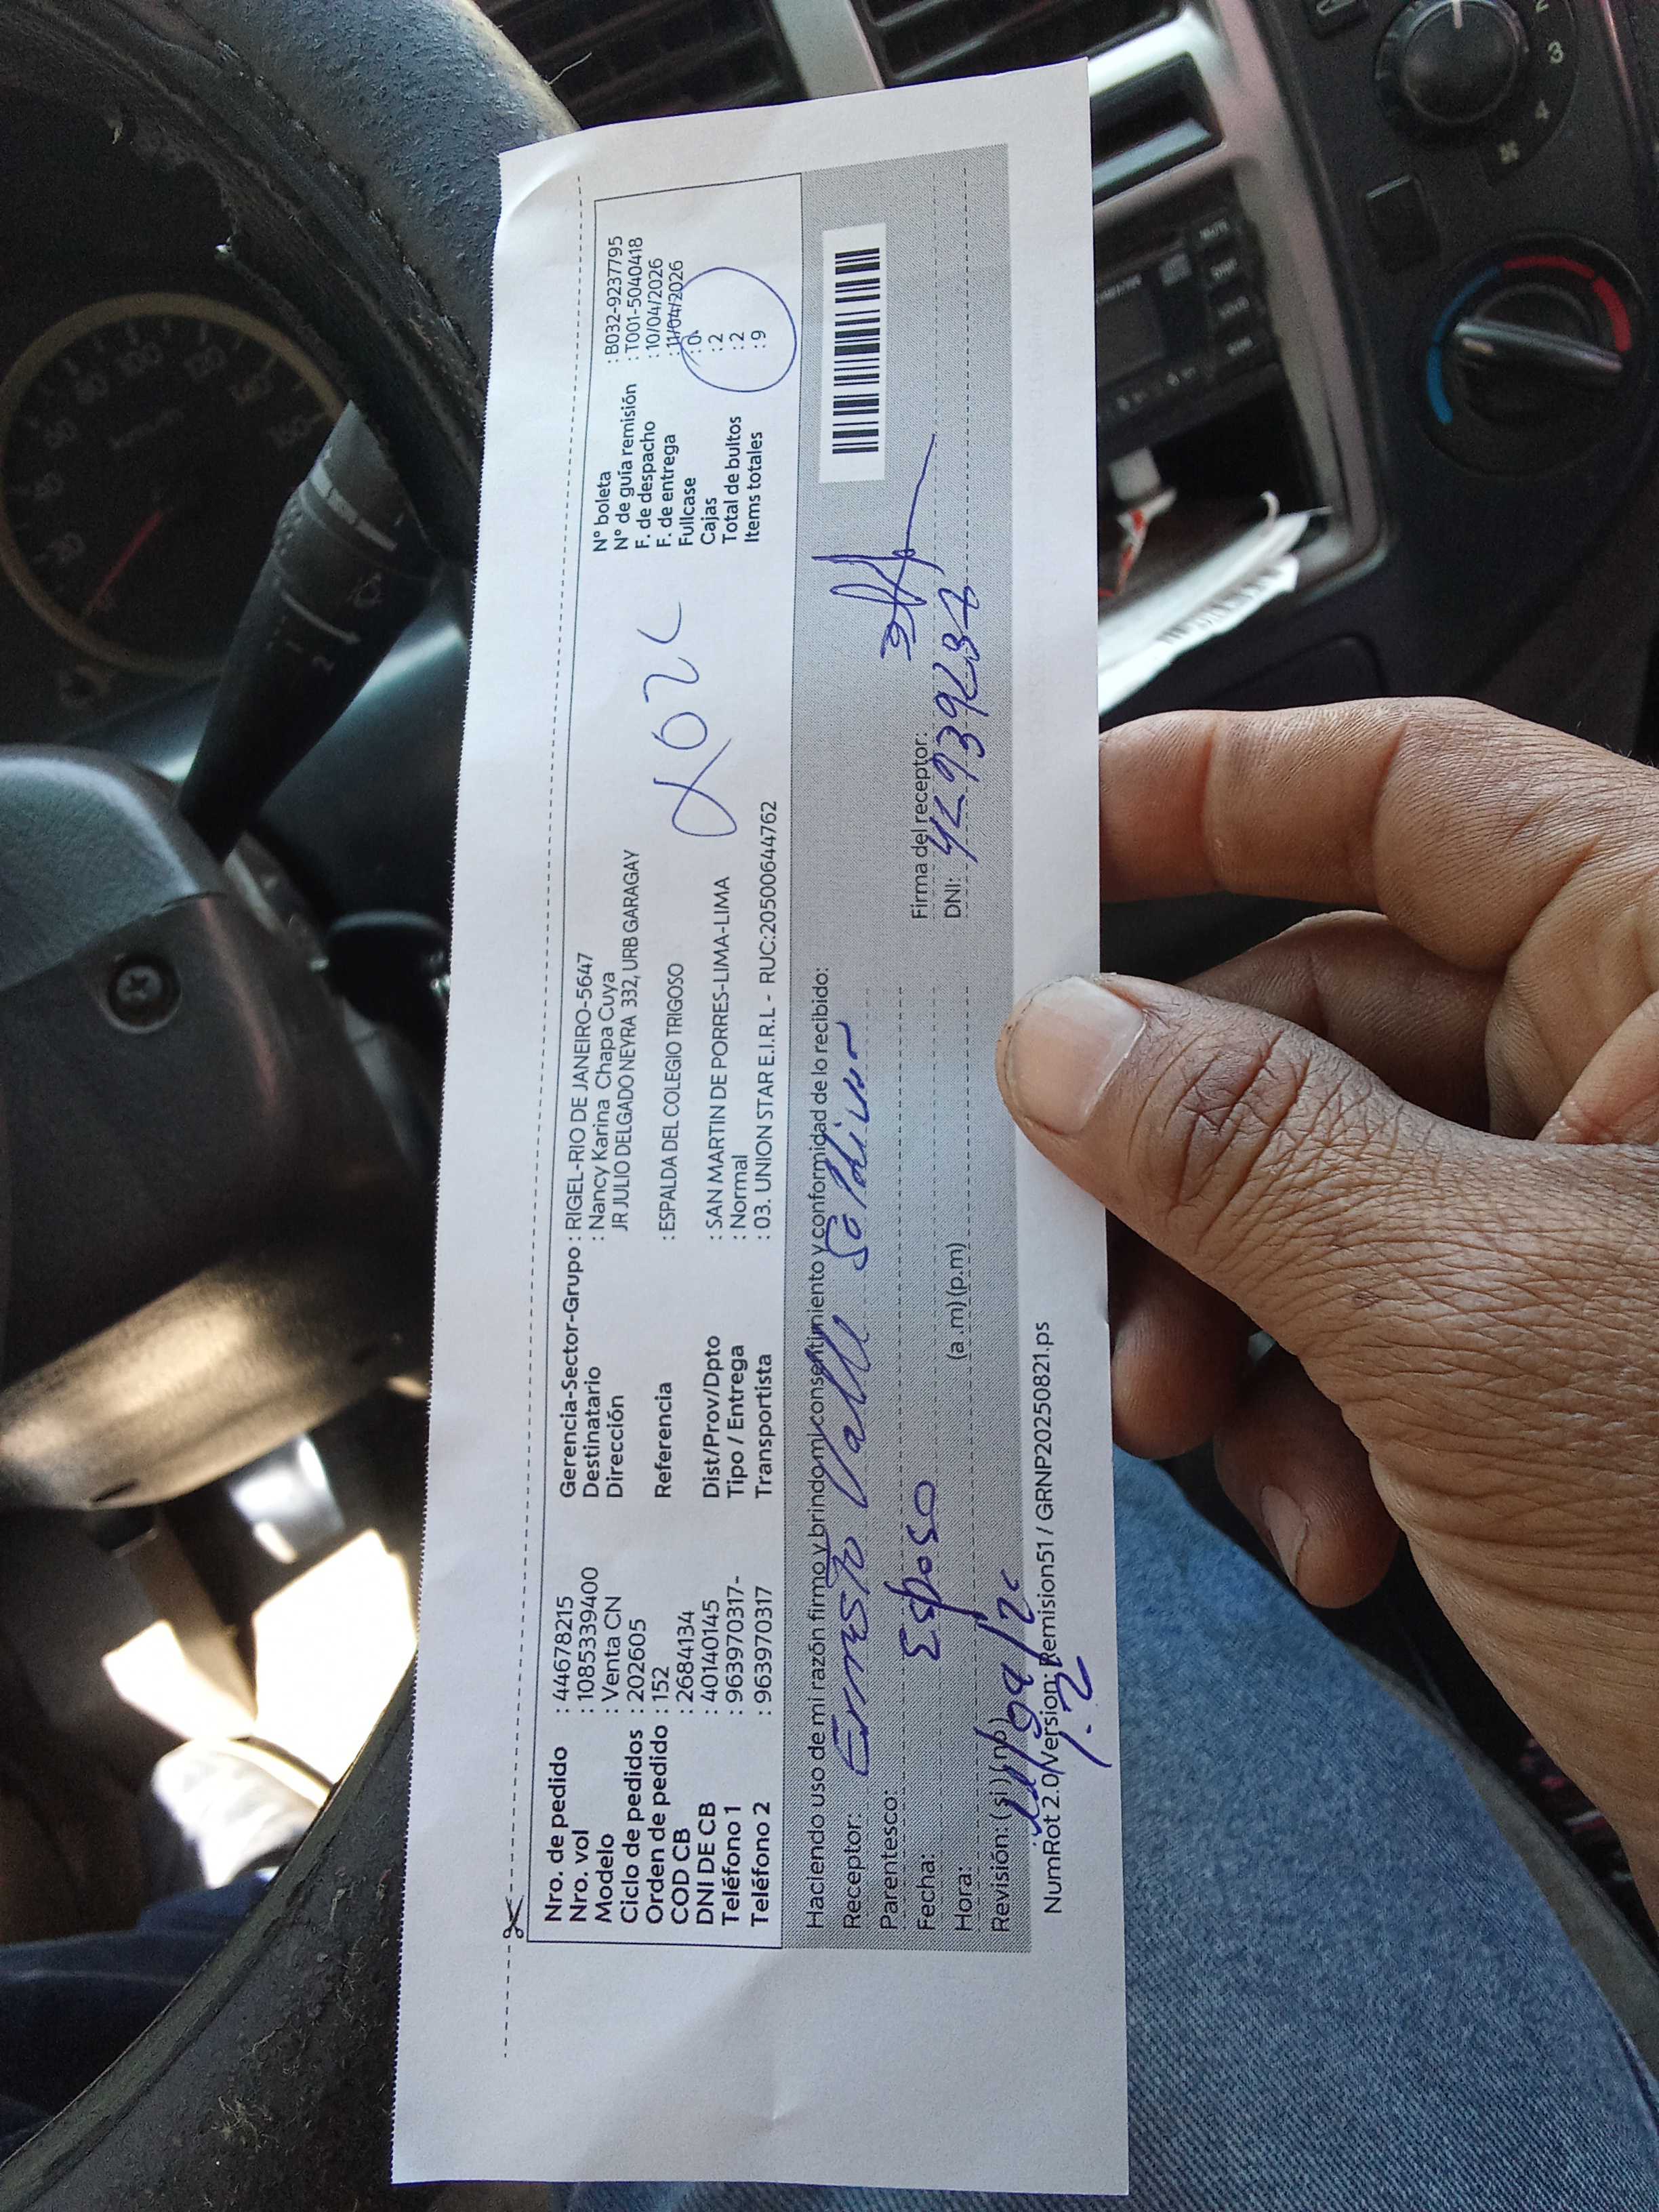 Nro. de pedido : 44678215
Nro. vol : 1085339400
Modelo : Venta CN
Ciclo de pedidos : 202605
Orden de pedido : 152
COD CB : 2684134
DNI DE CB : 40140145
Teléfono 1 : 963970317-
Teléfono 2 : 963970317
Gerencia-Sector-Grupo : RIGEL-RIO DE JANEIRO-5647
Destinatario : Nancy Karina Chapa Cuya
Dirección JR JULIO DELGADO NEYRA 332, URB GARAGAY
Referencia : ESPALDA DEL COLEGIO TRIGOSO
Dist/Prov/Dpto : SAN MARTIN DE PORRES-LIMA-LIMA
Tipo / Entrega : Normal
Transportista : 03. UNION STAR E.I.R.L - RUC:20500644762
N° boleta : B032-9237795
N° de guía remisión : T001-5040418
F. de despacho : 10/04/2026
F. de entrega : 11/04/2026
Fullcase : 0
Cajas : 2
Total de bultos : 2
Items totales : 9
Haciendo uso de mi razón firmo y brindo mi consentimiento y conformidad de lo recibido:
Receptor: Ernesto Valle
Parentesco: Esposo
Fecha:
Hora: (a.m) (p.m)
Revisión: (si) (no)
Firma del receptor:
DNI:
NumRot 2.0/Version: Remision51 / GRNP20250821.ps